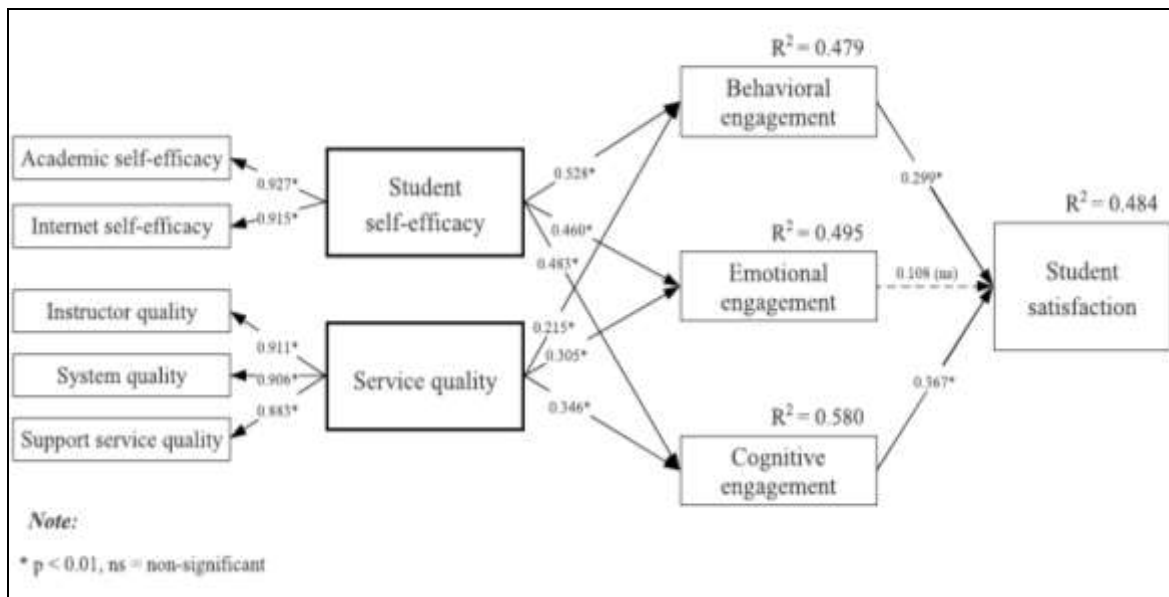 R² = 0.479
Behavioral
engagement
Academic self-efficacy
0.927*
Student
self-efficacy
0.528*
0.299*
Internet self-efficacy
0.915*
0.460*
R² = 0.495
R² = 0.484
0.483*
Emotional
engagement
0.108 (ns)
Student
satisfaction
Instructor quality
0.911*
0.215*
0.305*
System quality
0.906*
Service quality
0.883*
0.346*
0.367*
Support service quality
R² = 0.580
Cognitive
engagement
Note:
* p < 0.01, ns = non-significant